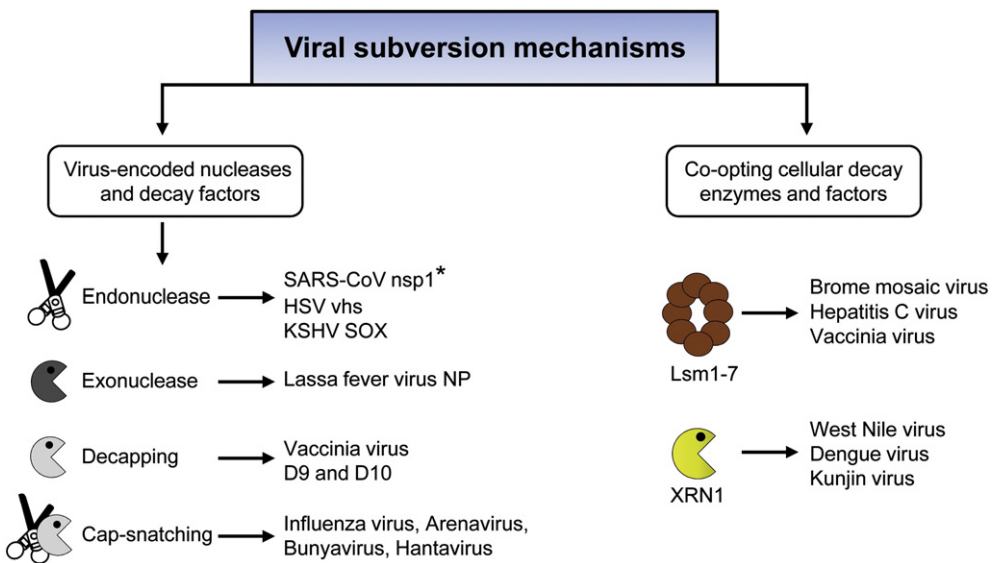 Viral subversion mechanisms
Virus-encoded nucleases
and decay factors
Endonuclease
SARS-CoV nsp1*
HSV vhs
KSHV SOX
Exonuclease
Lassa fever virus NP
Decapping
Vaccinia virus
D9 and D10
Cap-snatching
Influenza virus, Arenavirus,
Bunyavirus, Hantavirus
Co-opting cellular decay
enzymes and factors
Lsm1-7
Brome mosaic virus
Hepatitis C virus
Vaccinia virus
XRN1
West Nile virus
Dengue virus
Kunjin virus